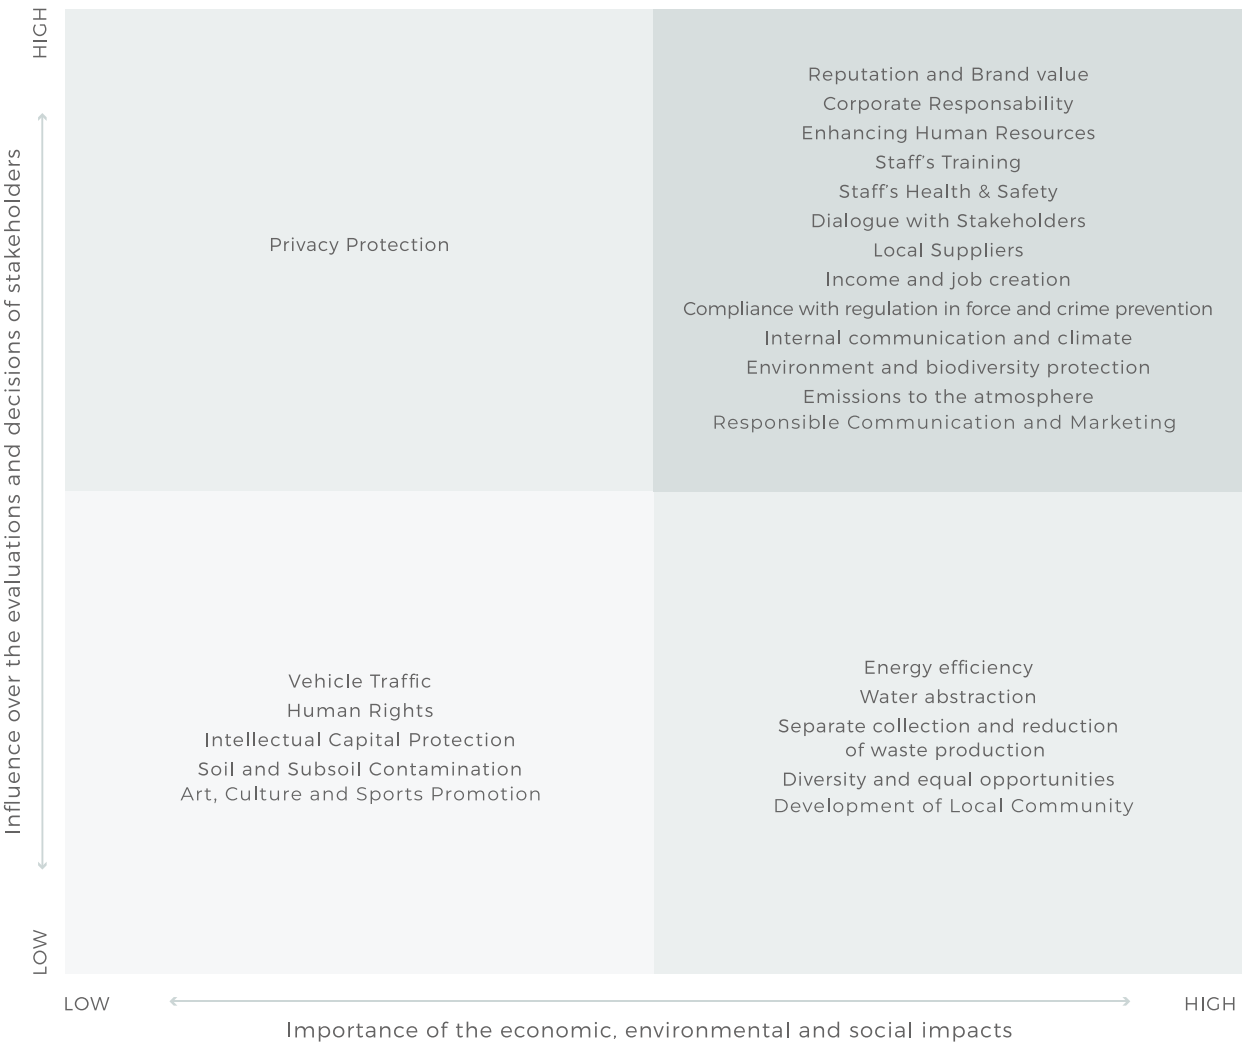 HIGH
Influence over the evaluations and decisions of stakeholders
LOW
Privacy Protection
Reputation and Brand value
Corporate Responsability
Enhancing Human Resources
Staff's Training
Staff's Health & Safety
Dialogue with Stakeholders
Local Suppliers
Income and job creation
Compliance with regulation in force and crime prevention
Internal communication and climate
Environment and biodiversity protection
Emissions to the atmosphere
Responsible Communication and Marketing
Vehicle Traffic
Human Rights
Intellectual Capital Protection
Soil and Subsoil Contamination
Art, Culture and Sports Promotion
Energy efficiency
Water abstraction
Separate collection and reduction
of waste production
Diversity and equal opportunities
Development of Local Community
LOW
HIGH
Importance of the economic, environmental and social impacts